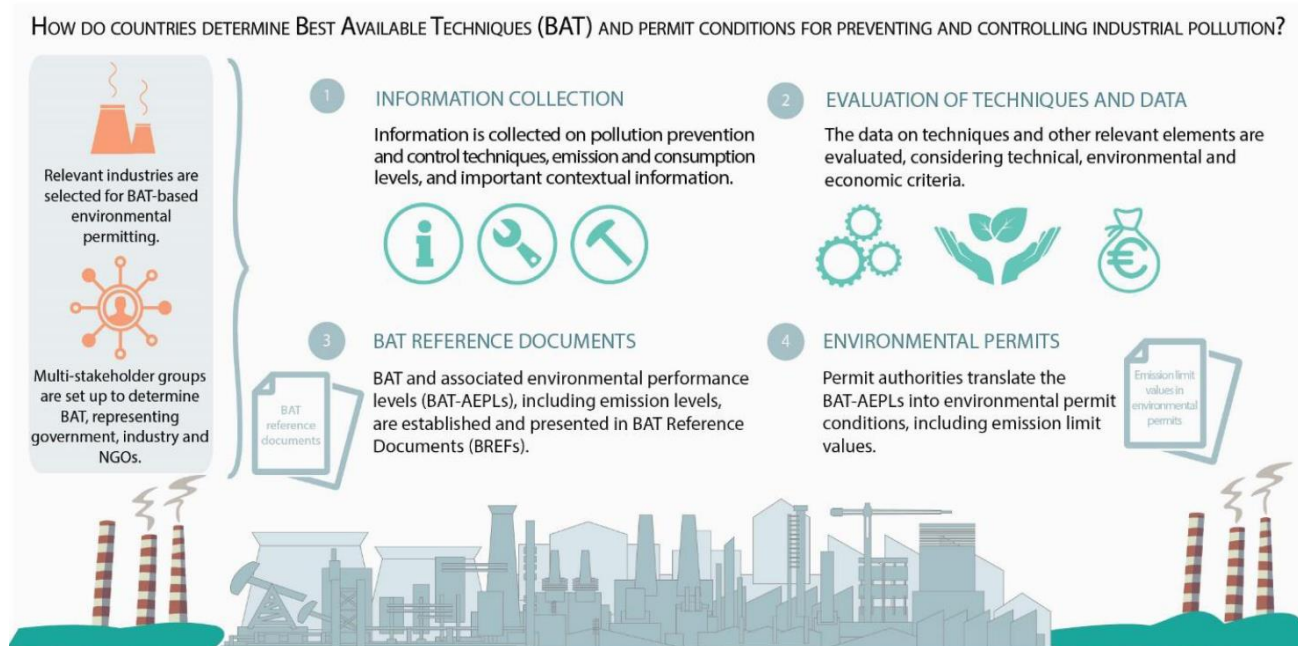 HOW DO COUNTRIES DETERMINE BEST AVAILABLE TECHNIQUES (BAT) AND PERMIT CONDITIONS FOR PREVENTING AND CONTROLLING INDUSTRIAL POLLUTION?
Relevant industries are
selected for BAT-based
environmental
permitting.
Multi-stakeholder groups
are set up to determine
BAT, representing
government, industry and
NGOs.
1
INFORMATION COLLECTION
Information is collected on pollution prevention
and control techniques, emission and consumption
levels, and important contextual information.
2
EVALUATION OF TECHNIQUES AND DATA
The data on techniques and other relevant elements are
evaluated, considering technical, environmental and
economic criteria.
€
3
BAT REFERENCE DOCUMENTS
BAT and associated environmental performance
levels (BAT-AEPLs), including emission levels,
are established and presented in BAT Reference
Documents (BREFs).
BAT
reference
documents
4
ENVIRONMENTAL PERMITS
Permit authorities translate the
BAT-AEPLs into environmental permit
conditions, including emission limit
values.
Emission limit
values in
environmental
permits